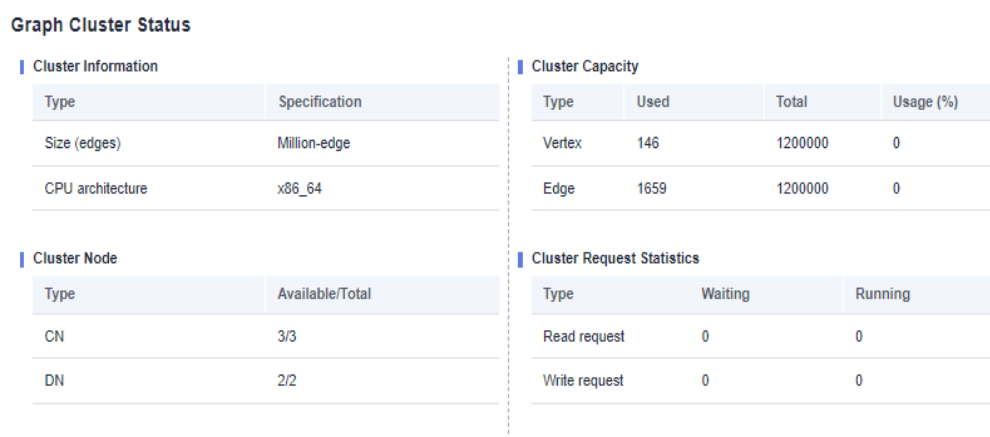 Graph Cluster Status
Cluster Information
Type Specification
Size (edges) Million-edge
CPU architecture x86_64
Cluster Capacity
Type Used Total Usage (%)
Vertex 146 1200000 0
Edge 1659 1200000 0
Cluster Node
Type Available/Total
CN 3/3
DN 2/2
Cluster Request Statistics
Type Waiting Running
Read request 0 0
Write request 0 0